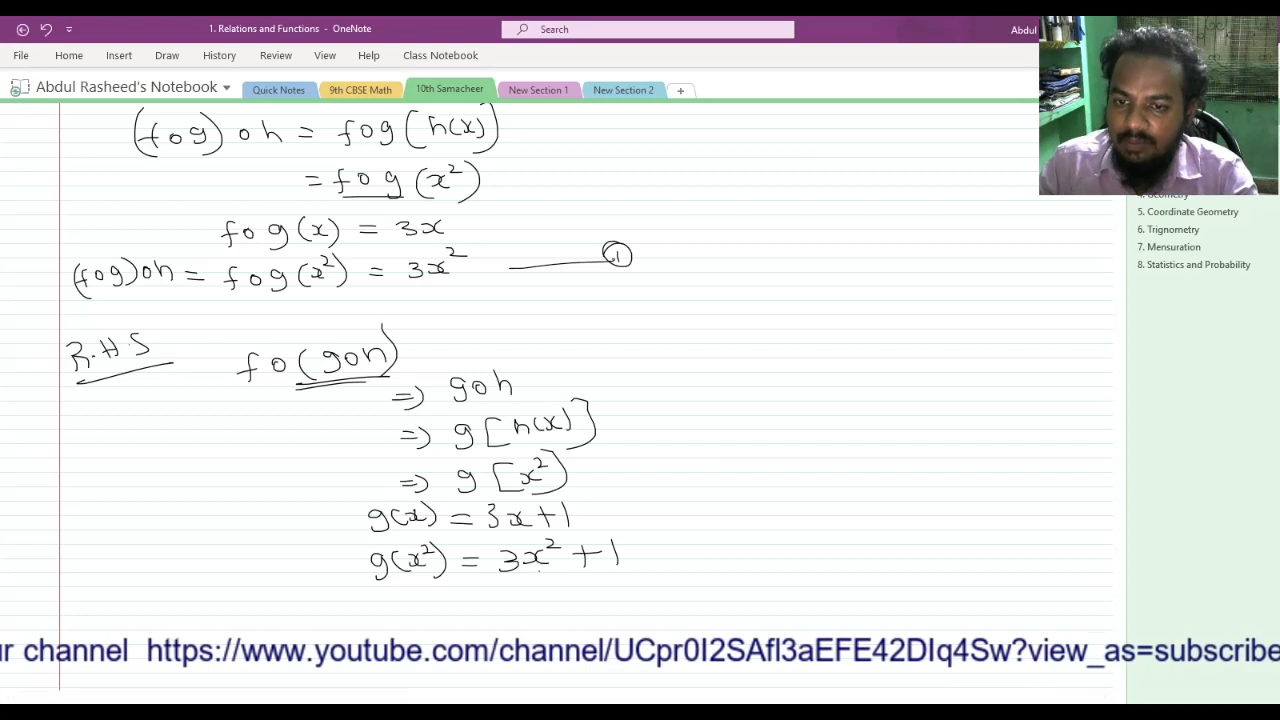 1. Relations and Functions - OneNote
Search
Abdul
File Home Insert Draw History Review View Help Class Notebook
Abdul Rasheed's Notebook
Quick Notes
9th CBSE Math
10th Samacheer
New Section 1
New Section 2
(fog) oh = fog [h(x)]
= fog (x²)
fog(x) = 3x
(fog)oh = fog(x²) = 3x² ——— ①
R.H.S fo(goh)
=> goh
=> g[h(x)]
=> g[x²)
g(x) = 3x+1
g(x²) = 3x² + 1
4. Geometry
5. Coordinate Geometry
6. Trignometry
7. Mensuration
8. Statistics and Probability
ur channel https://www.youtube.com/channel/UCpr0I2SAfl3aEFE42DIq4Sw?view_as=subscribe